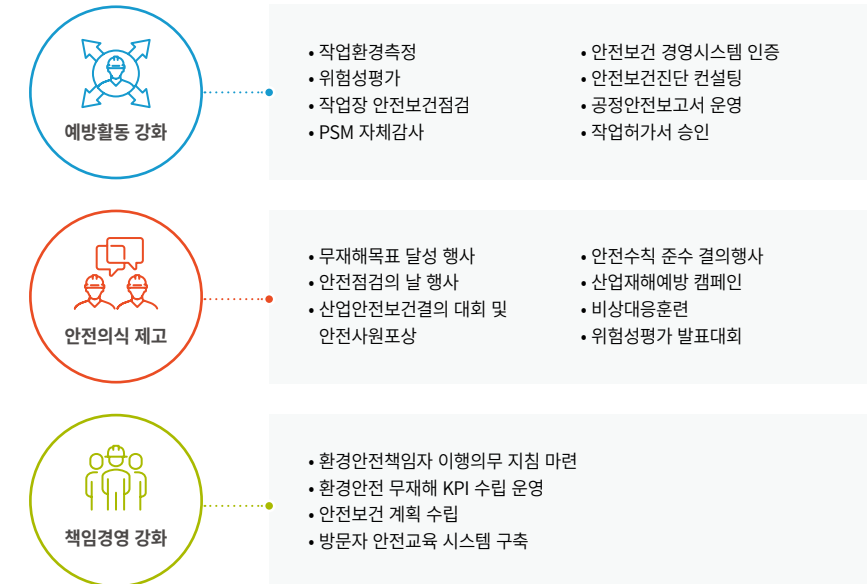 예방활동 강화
• 작업환경측정
• 위험성평가
• 작업장 안전보건점검
• PSM 자체감사
• 안전보건 경영시스템 인증
• 안전보건진단 컨설팅
• 공정안전보고서 운영
• 작업허가서 승인
안전의식 제고
• 무재해목표 달성 행사
• 안전점검의 날 행사
• 산업안전보건결의 대회 및
안전사원포상
• 안전수칙 준수 결의행사
• 산업재해예방 캠페인
• 비상대응훈련
• 위험성평가 발표대회
책임경영 강화
• 환경안전책임자 이행의무 지침 마련
• 환경안전 무재해 KPI 수립 운영
• 안전보건 계획 수립
• 방문자 안전교육 시스템 구축